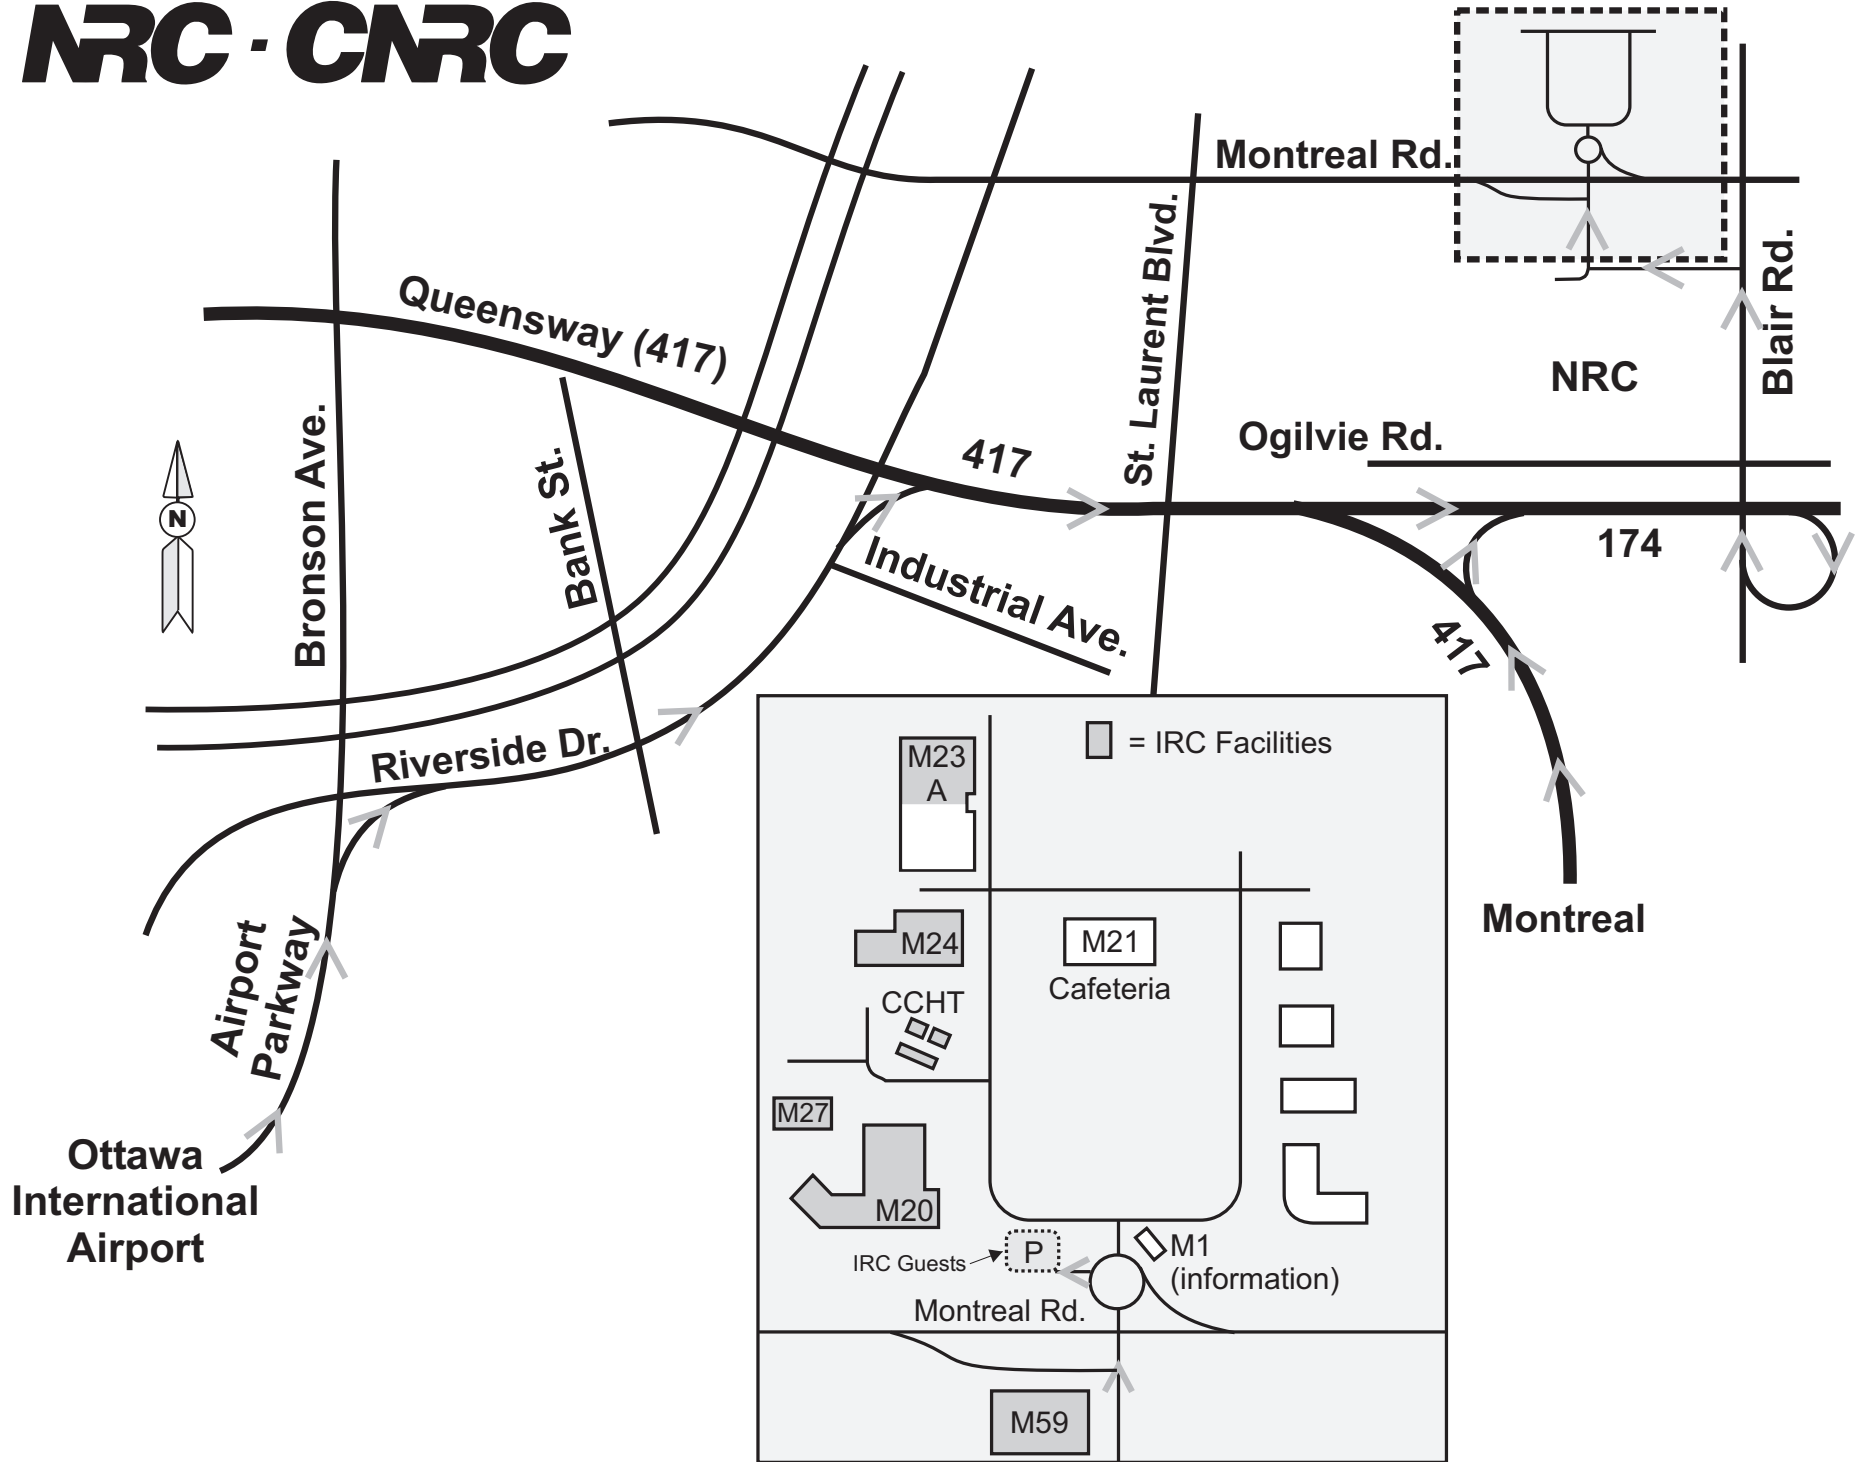 NRC - CNRC
Montreal Rd.
St. Laurent Blvd.
Blair Rd.
Queensway (417)
NRC
Ogilvie Rd.
417
174
Bronson Ave.
N
Bank St.
Industrial Ave.
417
Riverside Dr.
Montreal
Airport
Parkway
Ottawa
International
Airport
= IRC Facilities
M23
A
M24
M21
Cafeteria
CCHT
M27
M20
IRC Guests
P
M1
(information)
Montreal Rd.
M59